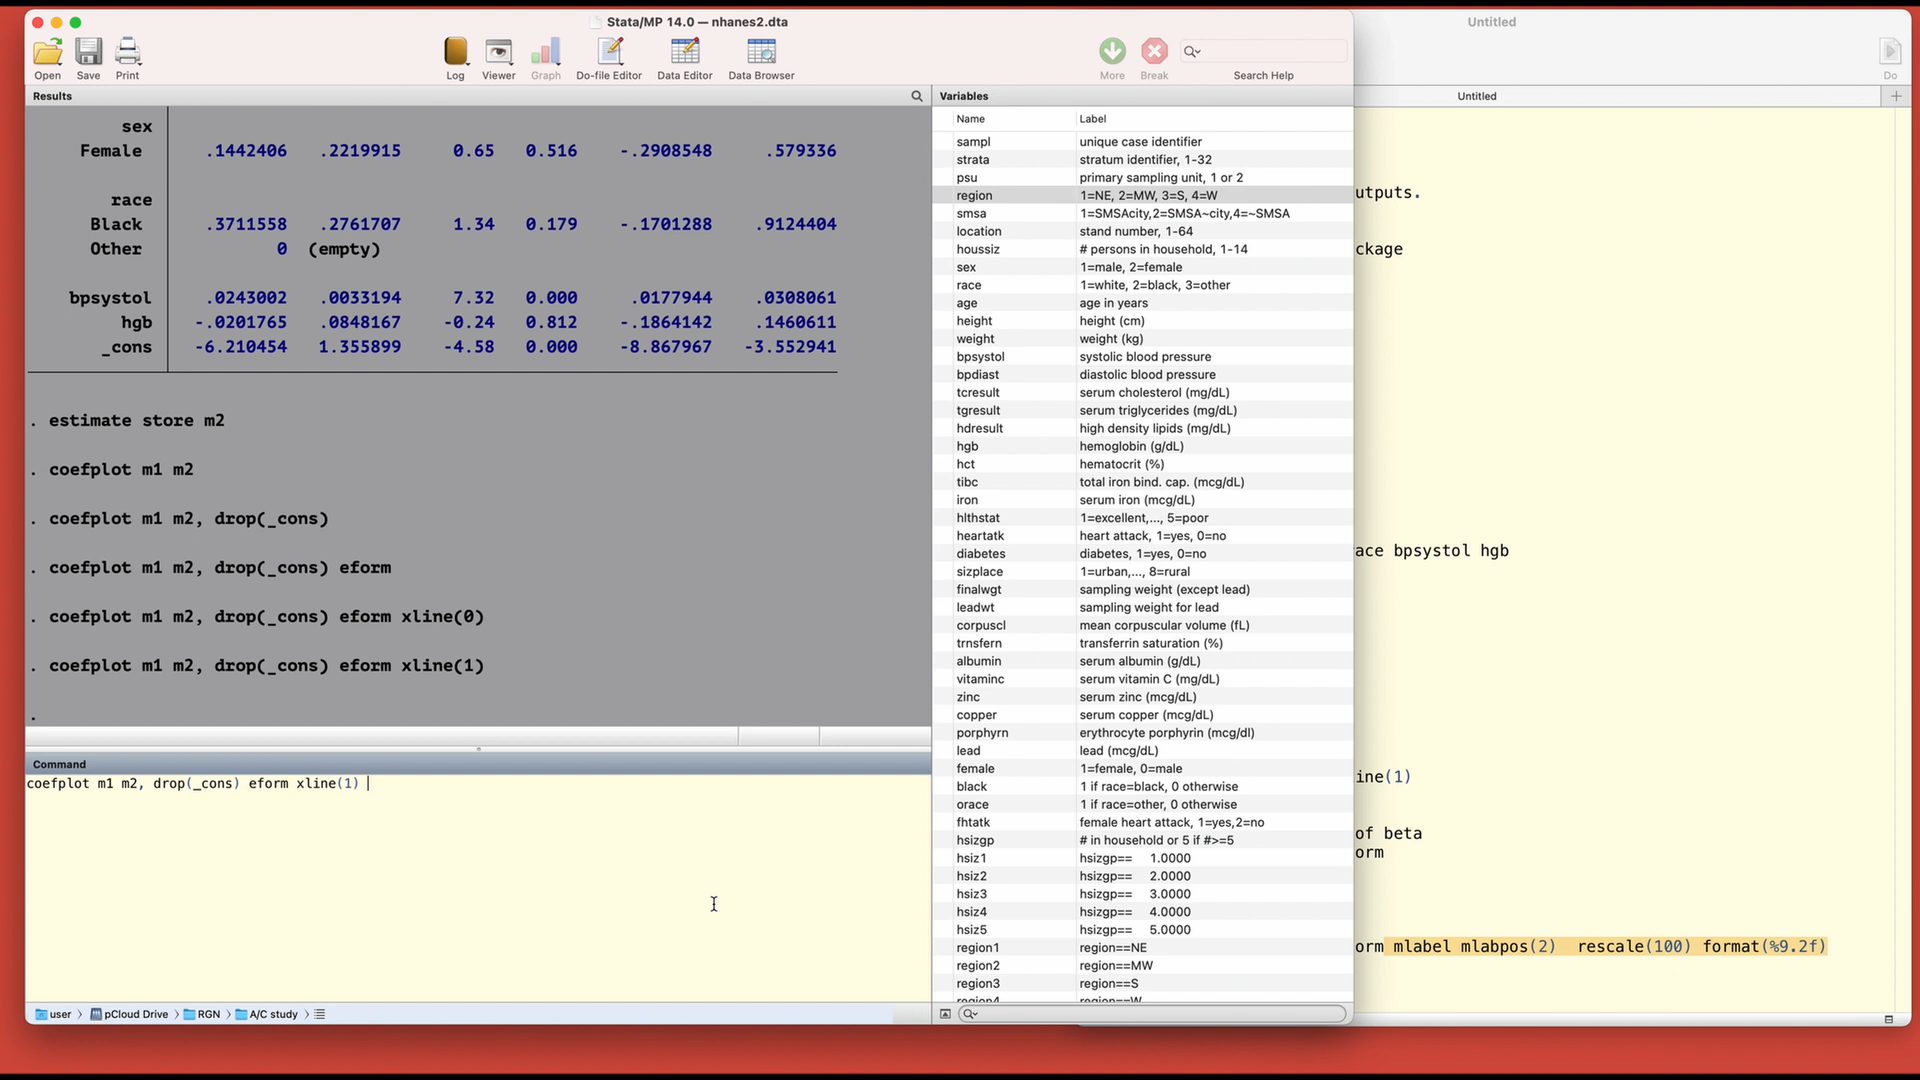 Stata/MP 14.0 — nhanes2.dta
Untitled
Open Save Print Log Viewer Graph Do-file Editor Data Editor Data Browser More Break Search Help Do
Results
sex
Female .1442406 .2219915 0.65 0.516 -.2908548 .579336
race
Black .3711558 .2761707 1.34 0.179 -.1701288 .9124404
Other 0 (empty)
bpsystol .0243002 .0033194 7.32 0.000 .0177944 .0308061
hgb -.0201765 .0848167 -0.24 0.812 -.1864142 .1460611
_cons -6.210454 1.355899 -4.58 0.000 -8.867967 -3.552941
. estimate store m2
. coefplot m1 m2
. coefplot m1 m2, drop(_cons)
. coefplot m1 m2, drop(_cons) eform
. coefplot m1 m2, drop(_cons) eform xline(0)
. coefplot m1 m2, drop(_cons) eform xline(1)
.
Command
coefplot m1 m2, drop(_cons) eform xline(1)
user pCloud Drive RGN A/C study
Variables
Name Label
sampl unique case identifier
strata stratum identifier, 1-32
psu primary sampling unit, 1 or 2
region 1=NE, 2=MW, 3=S, 4=W
smsa 1=SMSAcity,2=SMSA~city,4=~SMSA
location stand number, 1-64
houssiz # persons in household, 1-14
sex 1=male, 2=female
race 1=white, 2=black, 3=other
age age in years
height height (cm)
weight weight (kg)
bpsystol systolic blood pressure
bpdiast diastolic blood pressure
tcresult serum cholesterol (mg/dL)
tgresult serum triglycerides (mg/dL)
hdresult high density lipids (mg/dL)
hgb hemoglobin (g/dL)
hct hematocrit (%)
tibc total iron bind. cap. (mcg/dL)
iron serum iron (mcg/dL)
hlthstat 1=excellent,..., 5=poor
heartatk heart attack, 1=yes, 0=no
diabetes diabetes, 1=yes, 0=no
sizplace 1=urban,..., 8=rural
finalwgt sampling weight (except lead)
leadwt sampling weight for lead
corpuscl mean corpuscular volume (fL)
trnsfern transferrin saturation (%)
albumin serum albumin (g/dL)
vitaminc serum vitamin C (mg/dL)
zinc serum zinc (mcg/dL)
copper serum copper (mcg/dL)
porphyrn erythrocyte porphyrin (mcg/dl)
lead lead (mcg/dL)
female 1=female, 0=male
black 1 if race=black, 0 otherwise
orace 1 if race=other, 0 otherwise
fhtatk female heart attack, 1=yes,2=no
hsizgp # in household or 5 if #>=5
hsiz1 hsizgp== 1.0000
hsiz2 hsizgp== 2.0000
hsiz3 hsizgp== 3.0000
hsiz4 hsizgp== 4.0000
hsiz5 hsizgp== 5.0000
region1 region==NE
region2 region==MW
region3 region==S
region4 region==W
Untitled
utputs.
ckage
ace bpsystol hgb
ine(1)
of beta
orm
orm mlabel mlabpos(2) rescale(100) format(%9.2f)